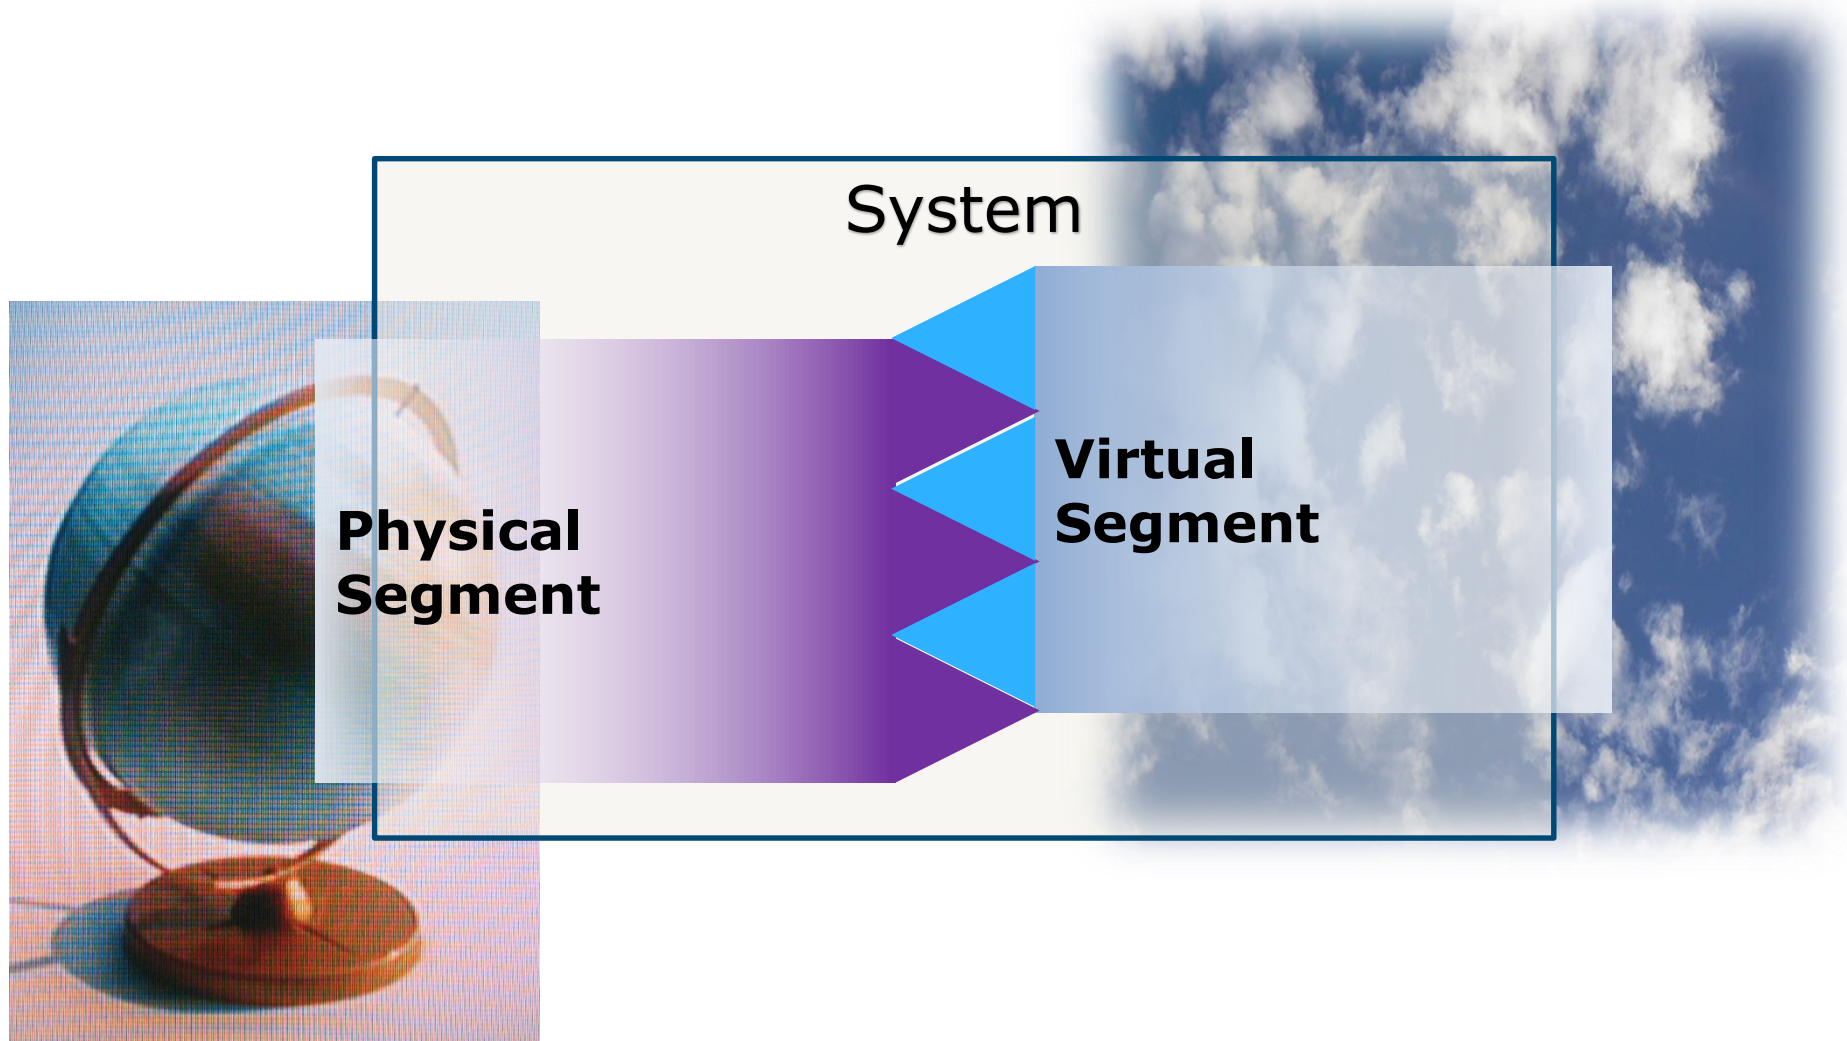 System
Physical
Segment
Virtual
Segment